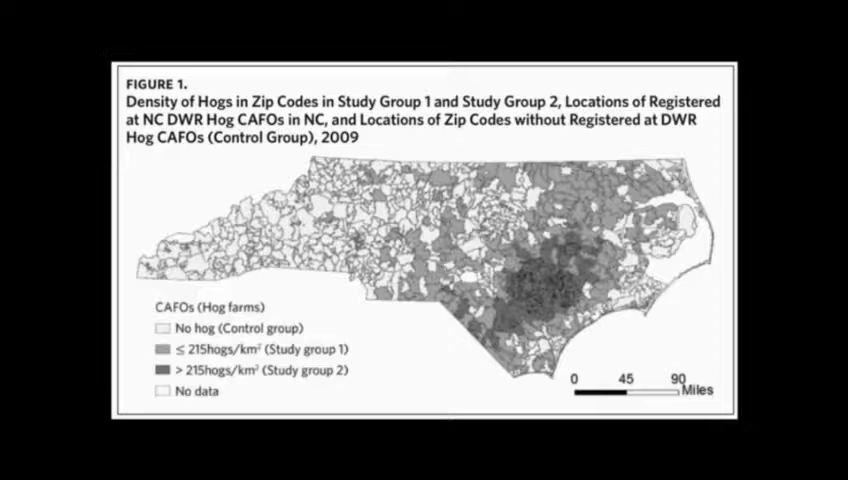 FIGURE 1.
Density of Hogs in Zip Codes in Study Group 1 and Study Group 2, Locations of Registered
at NC DWR Hog CAFOs in NC, and Locations of Zip Codes without Registered at DWR
Hog CAFOs (Control Group), 2009
CAFOs (Hog farms)
No hog (Control group)
≤ 215hogs/km² (Study group 1)
> 215hogs/km² (Study group 2)
No data
0 45 90
Miles